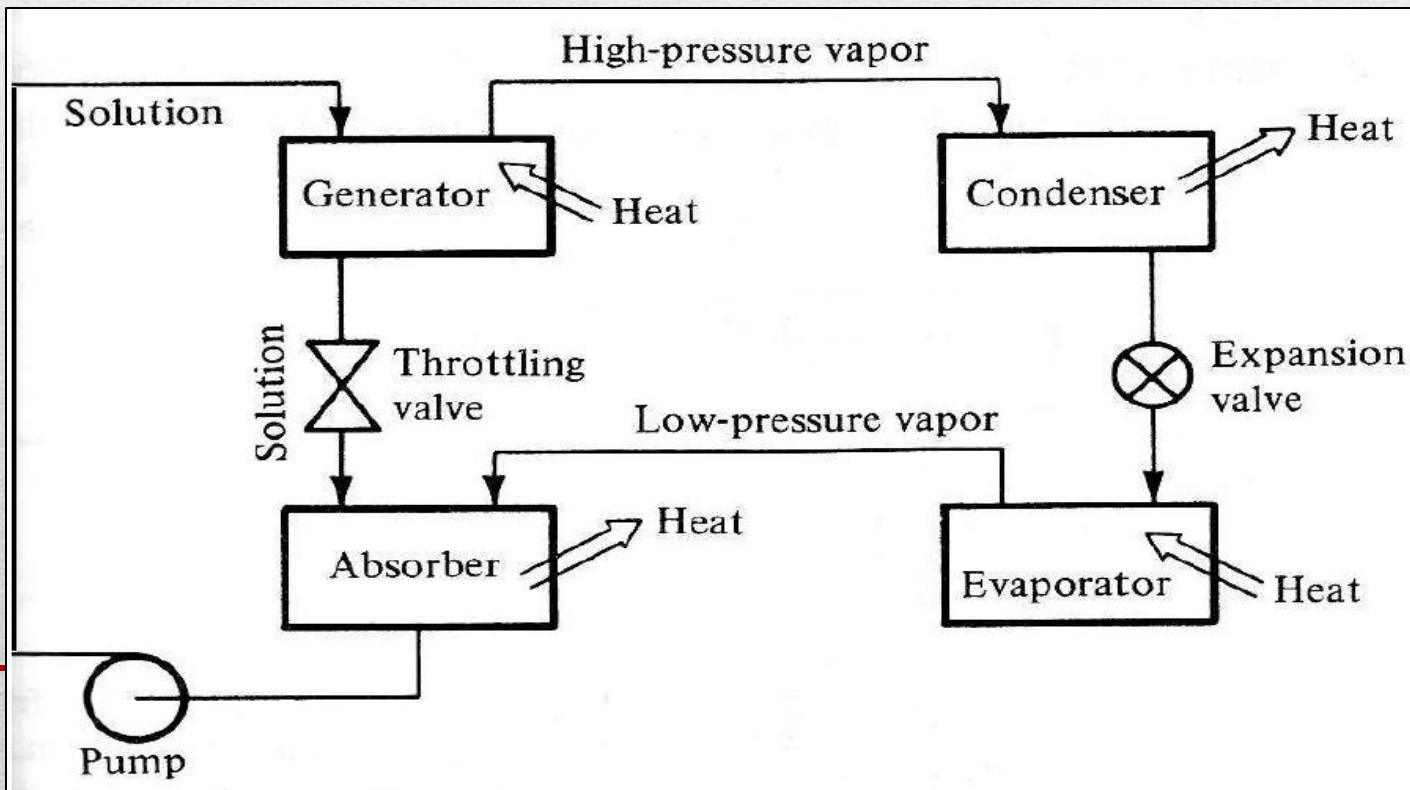 High-pressure vapor
Solution
Heat
Generator
Heat
Condenser
Solution
Throttling
valve
Expansion
valve
Low-pressure vapor
Heat
Absorber
Evaporator
Heat
Pump